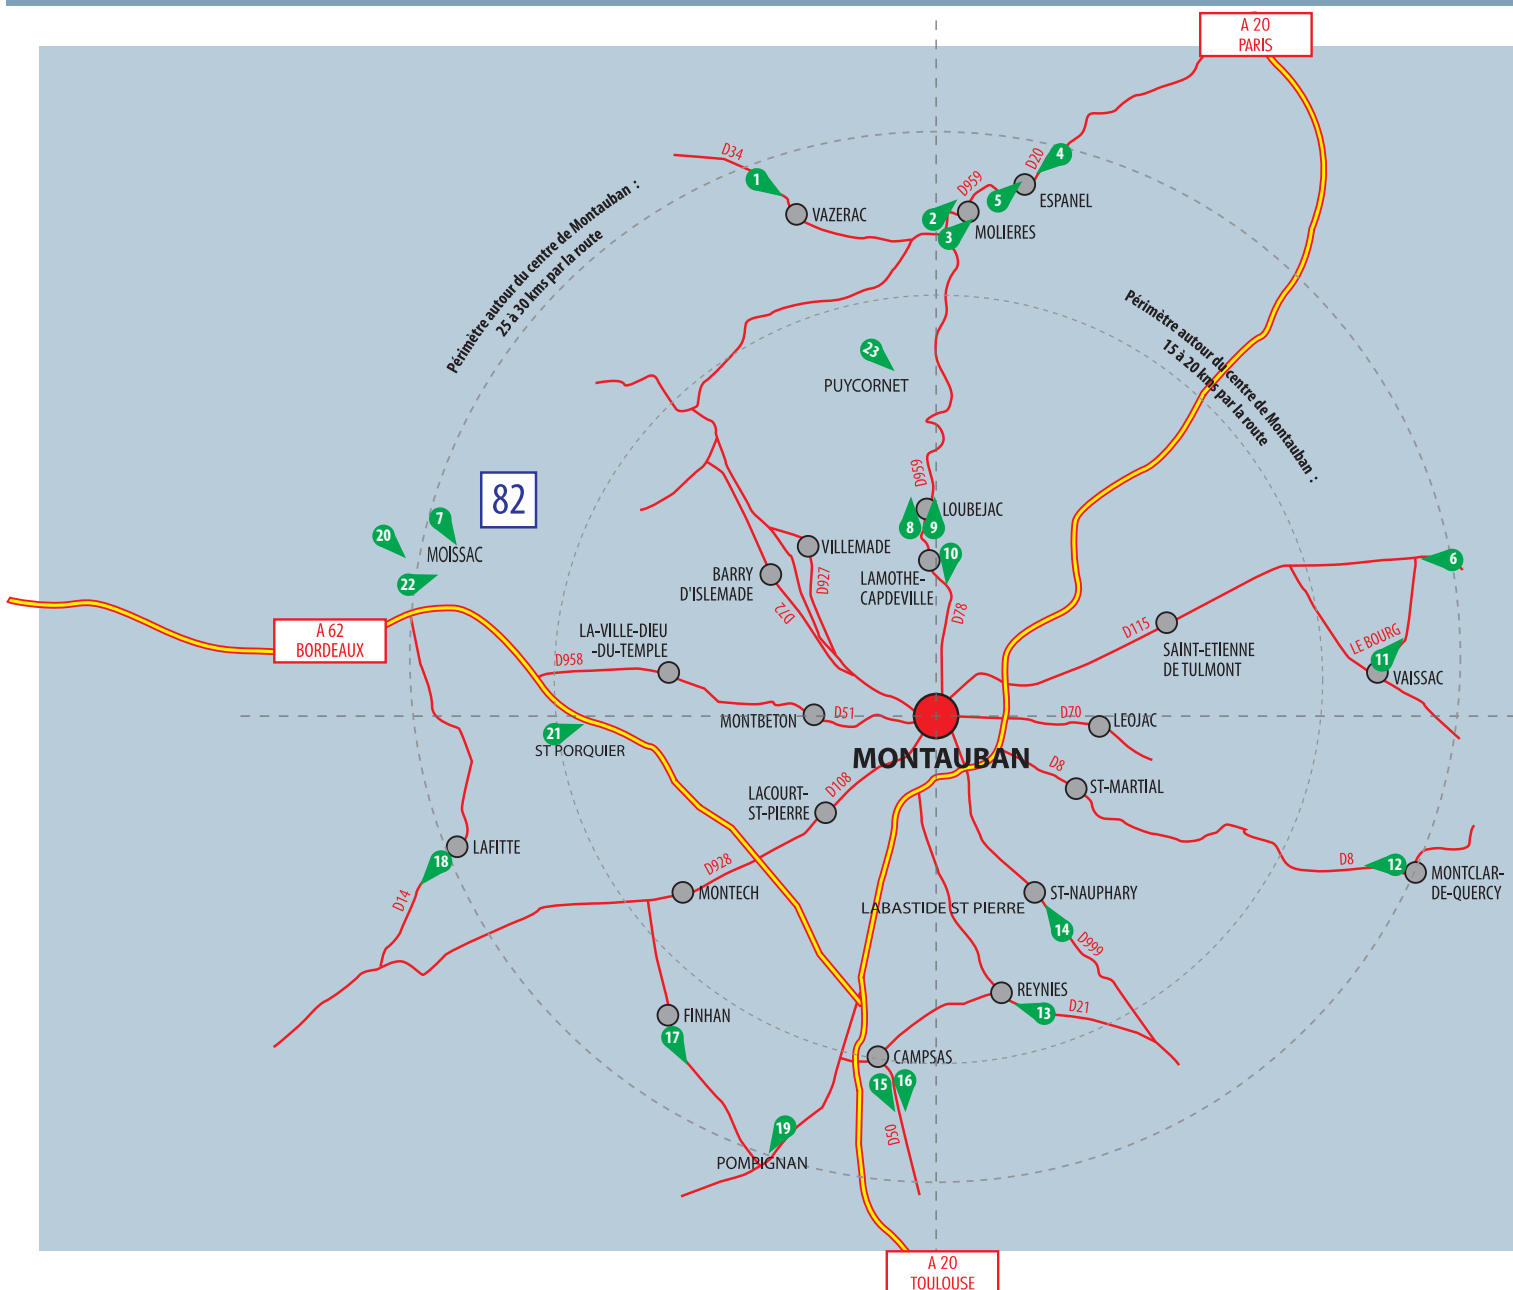 A 20
PARIS
D34
1
VAZERAC
D20
4
D959
5
ESPANEL
2
3
MOLIERES
Périmètre autour du centre de Montauban :
25 à 30 kms par la route
Périmètre autour du centre de Montauban :
15 à 20 kms par la route
23
PUYCORNET
82
20
7
MOISSAC
22
D959
LOUBEJAC
8
9
10
VILLEMADE
LAMOTHE-
CAPDEVILLE
BARRY
D'ISLEMADE
D927
D72
D78
6
A 62
BORDEAUX
LA-VILLE-DIEU
-DU-TEMPLE
D958
D115
SAINT-ETIENNE
DE TULMONT
LE BOURG
11
VAISSAC
MONTBETON
D51
D70
LEOJAC
21
ST PORQUIER
MONTAUBAN
D8
ST-MARTIAL
LACOURT-
ST-PIERRE
D108
LAFITTE
18
D14
D928
MONTECH
D8
12
MONTCLAR-
DE-QUERCY
LABASTIDE ST PIERRE
ST-NAUPHARY
14
D999
REYNIES
13
D21
FINHAN
17
CAMPSAS
15
16
D50
19
POMPIGNAN
A 20
TOULOUSE